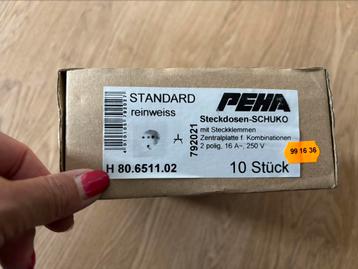 STANDARD
reinweiss
PEHA
Steckdosen-SCHUKO
mit Steckklemmen
Zentralplatte f. Kombinationen
2 polig, 16 A~, 250 V
792021
99 16 36
H 80.6511.02
10 Stück